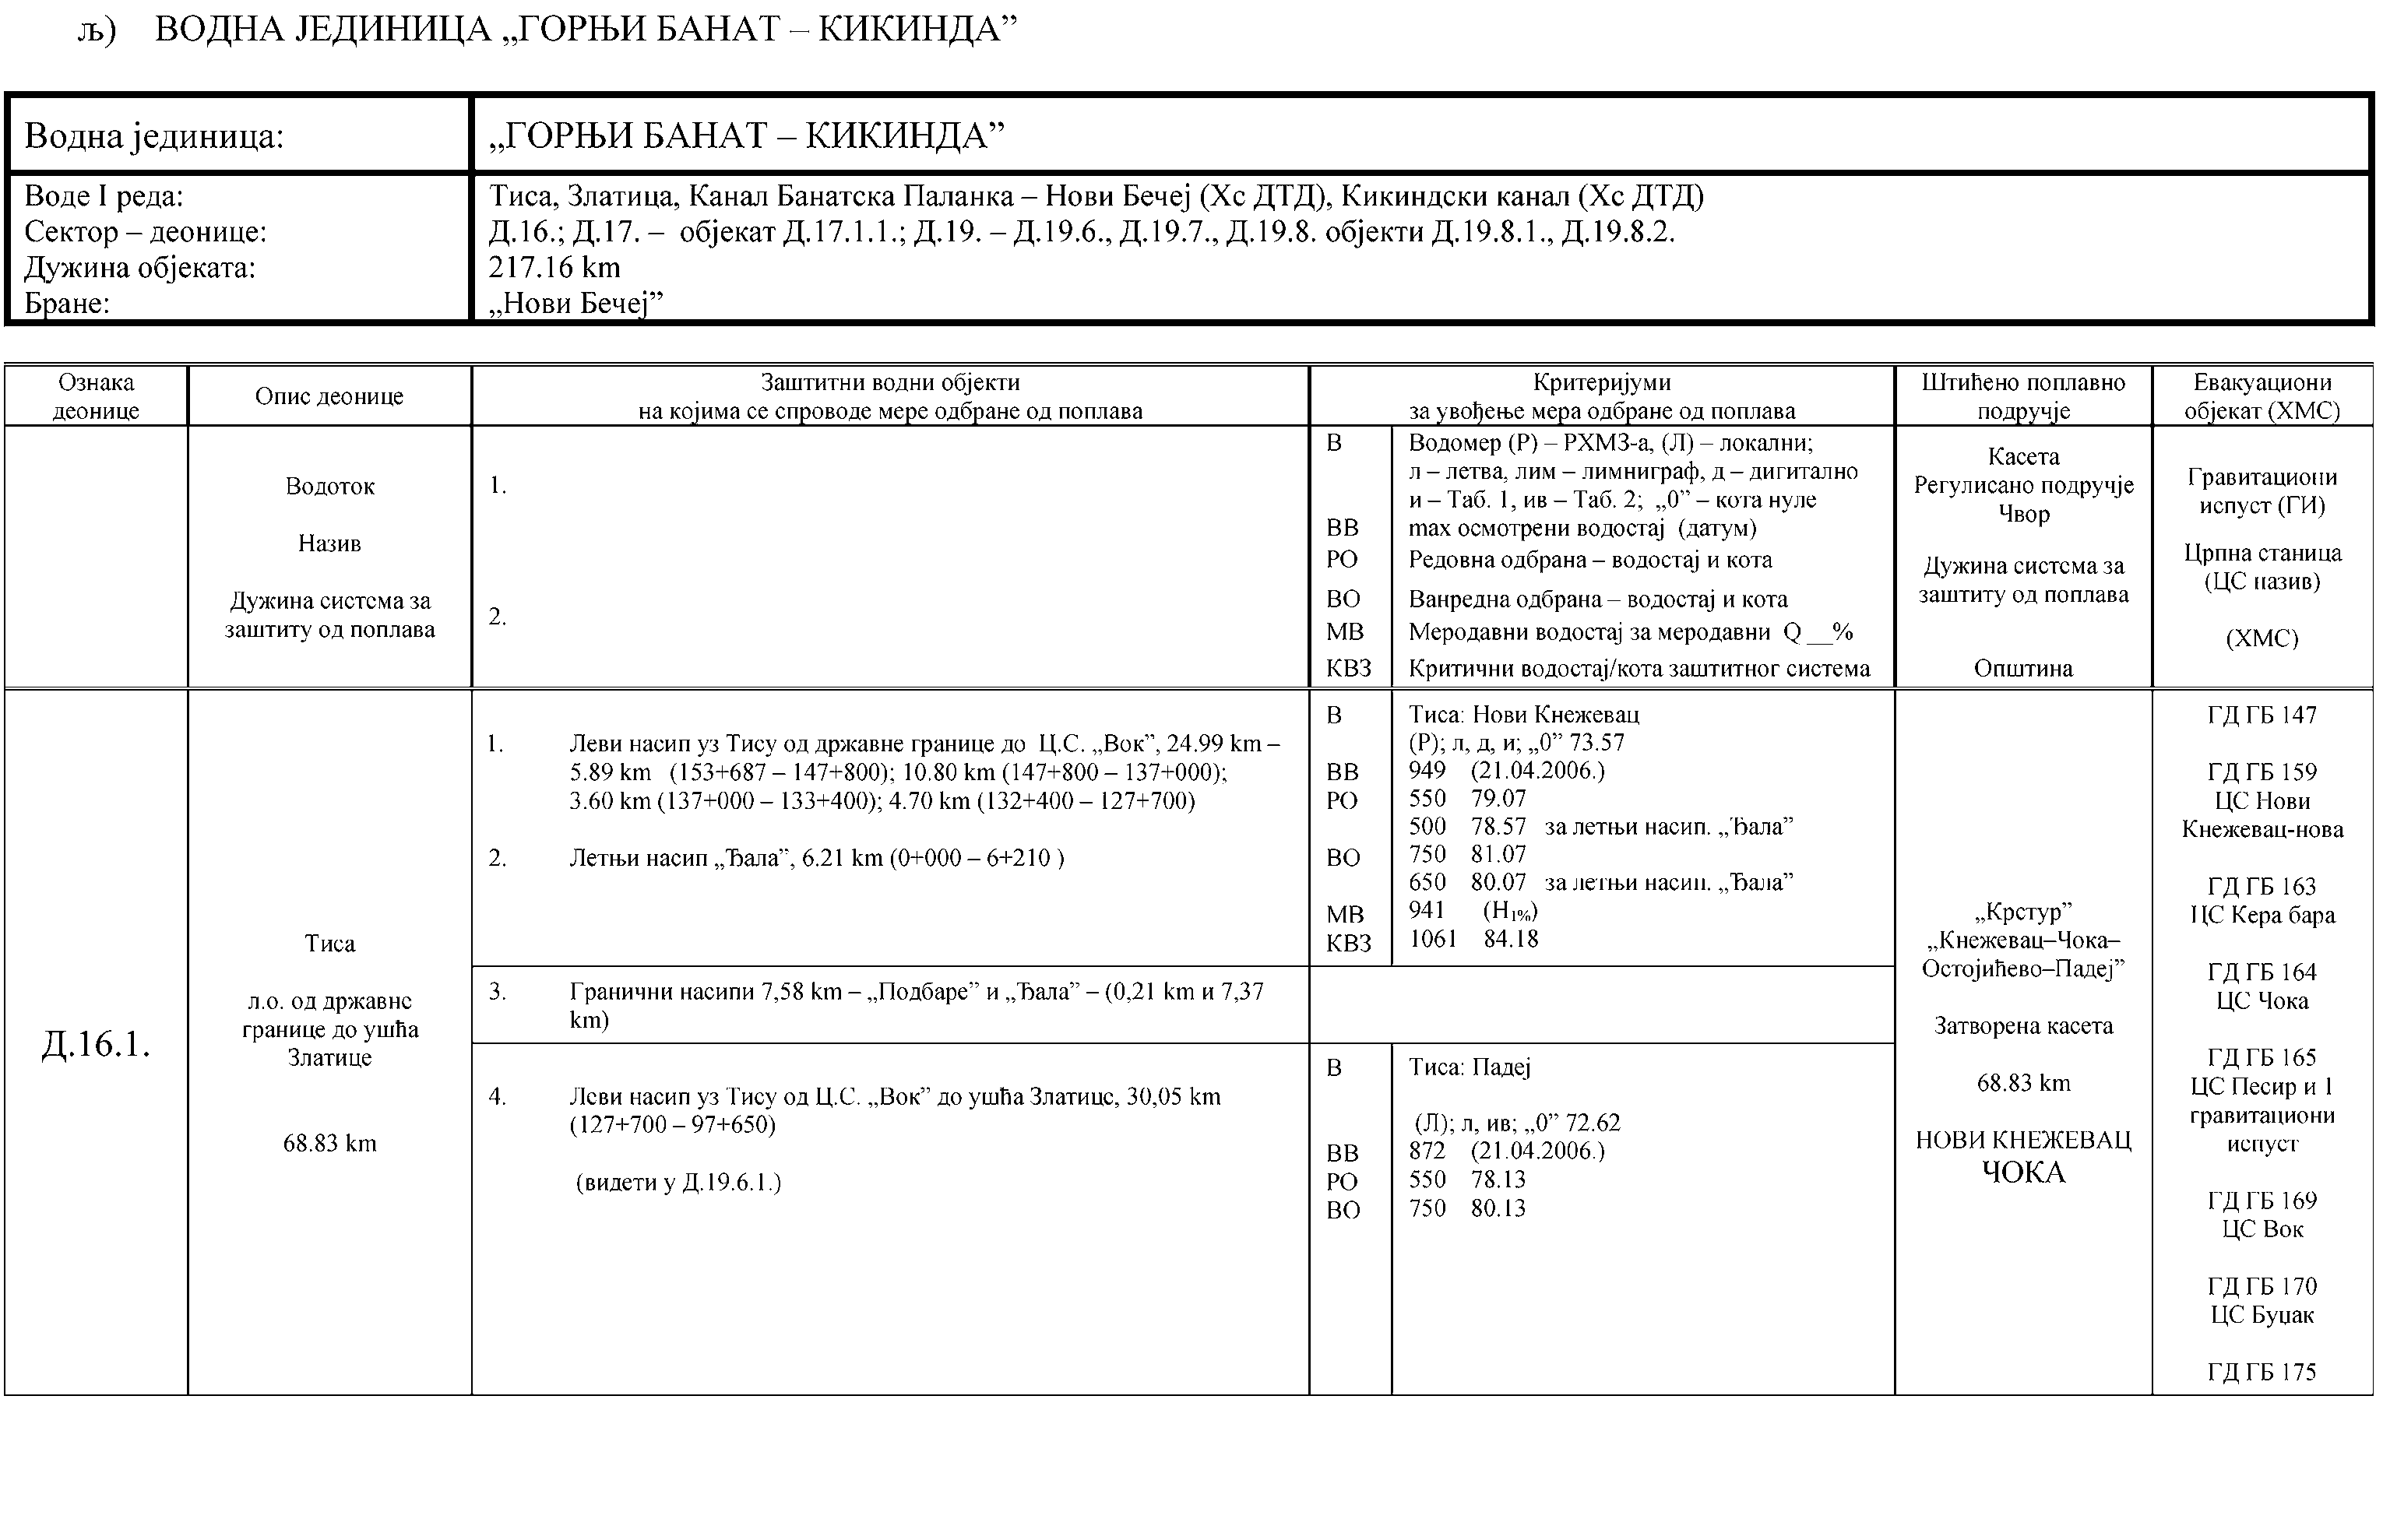 љ) ВОДНА ЈЕДИНИЦА „ГОРЊИ БАНАТ – КИКИНДА”
Водна јединица:
„ГОРЊИ БАНАТ – КИКИНДА”
Воде I реда:
Тиса, Златица, Канал Банатска Паланка – Нови Бечеј (Хс ДТД), Кикиндски канал (Хс ДТД)
Сектор – деонице:
Д.16.; Д.17. – објекат Д.17.1.1.; Д.19. – Д.19.6., Д.19.7., Д.19.8. објекти Д.19.8.1., Д.19.8.2.
Дужина објеката:
217.16 km
Бране:
„Нови Бечеј”
Ознака
деонице
Опис деонице
Заштитни водни објекти
на којима се спроводе мере одбране од поплава
Критеријуми
за увођење мера одбране од поплава
Штићено поплавно
подручје
Евакуациони
објекат (ХМС)
Водоток
Назив
Дужина система за
заштиту од поплава
1.
2.
В Водомер (Р) – РХМЗ-а, (Л) – локални;
л – летва, лим – лимниграф, д – дигитално
и – Таб. 1, ив – Таб. 2; „0” – кота нуле
ВВ max осмотрени водостај (датум)
РО Редовна одбрана – водостај и кота
ВО Ванредна одбрана – водостај и кота
МВ Меродавни водостај за меродавни Q __%
КВЗ Критични водостај/кота заштитног система
Касета
Регулисано подручје
Чвор
Дужина система за
заштиту од поплава
Општина
Гравитациони
испуст (ГИ)
Црпна станица
(ЦС назив)
(ХМС)
Д.16.1.
Тиса
л.о. од државне
границе до ушћа
Златице
68.83 km
1. Леви насип уз Тису од државне границе до Ц.С. „Вок”, 24.99 km –
5.89 km (153+687 – 147+800); 10.80 km (147+800 – 137+000);
3.60 km (137+000 – 133+400); 4.70 km (132+400 – 127+700)
2. Летњи насип „Ђала”, 6.21 km (0+000 – 6+210 )
В Тиса: Нови Кнежевац
(Р); л, д, и; „0” 73.57
ВВ 949 (21.04.2006.)
РО 550 79.07
500 78.57 за летњи насип. „Ђала”
ВО 750 81.07
650 80.07 за летњи насип. „Ђала”
МВ 941 (H1%)
КВЗ 1061 84.18
3. Гранични насипи 7,58 km – „Подбаре” и „Ђала” – (0,21 km и 7,37
km)
4. Леви насип уз Тису од Ц.С. „Вок” до ушћа Златице, 30,05 km
(127+700 – 97+650)
(видети у Д.19.6.1.)
В Тиса: Падеј
(Л); л, ив; „0” 72.62
ВВ 872 (21.04.2006.)
РО 550 78.13
ВО 750 80.13
„Крстур”
„Кнежевац–Чока–
Остојићево–Падеј”
Затворена касета
68.83 km
НОВИ КНЕЖЕВАЦ
ЧОКА
ГД ГБ 147
ГД ГБ 159
ЦС Нови
Кнежевац-нова
ГД ГБ 163
ЦС Кера бара
ГД ГБ 164
ЦС Чока
ГД ГБ 165
ЦС Песир и 1
гравитациони
испуст
ГД ГБ 169
ЦС Вок
ГД ГБ 170
ЦС Буџак
ГД ГБ 175